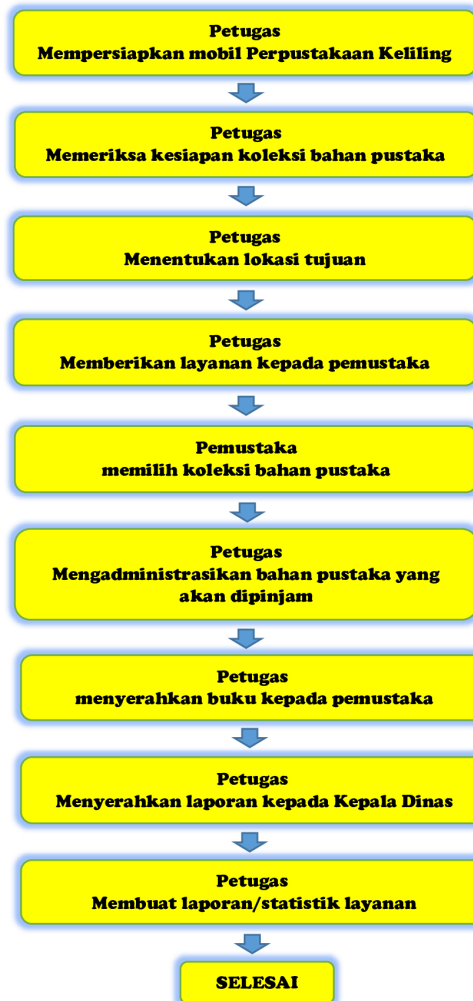 Petugas
Mempersiapkan mobil Perpustakaan Keliling
Petugas
Memeriksa kesiapan koleksi bahan pustaka
Petugas
Menentukan lokasi tujuan
Petugas
Memberikan layanan kepada pemustaka
Pemustaka
memilih koleksi bahan pustaka
Petugas
Mengadministrasikan bahan pustaka yang
akan dipinjam
Petugas
menyerahkan buku kepada pemustaka
Petugas
Menyerahkan laporan kepada Kepala Dinas
Petugas
Membuat laporan/statistik layanan
SELESAI